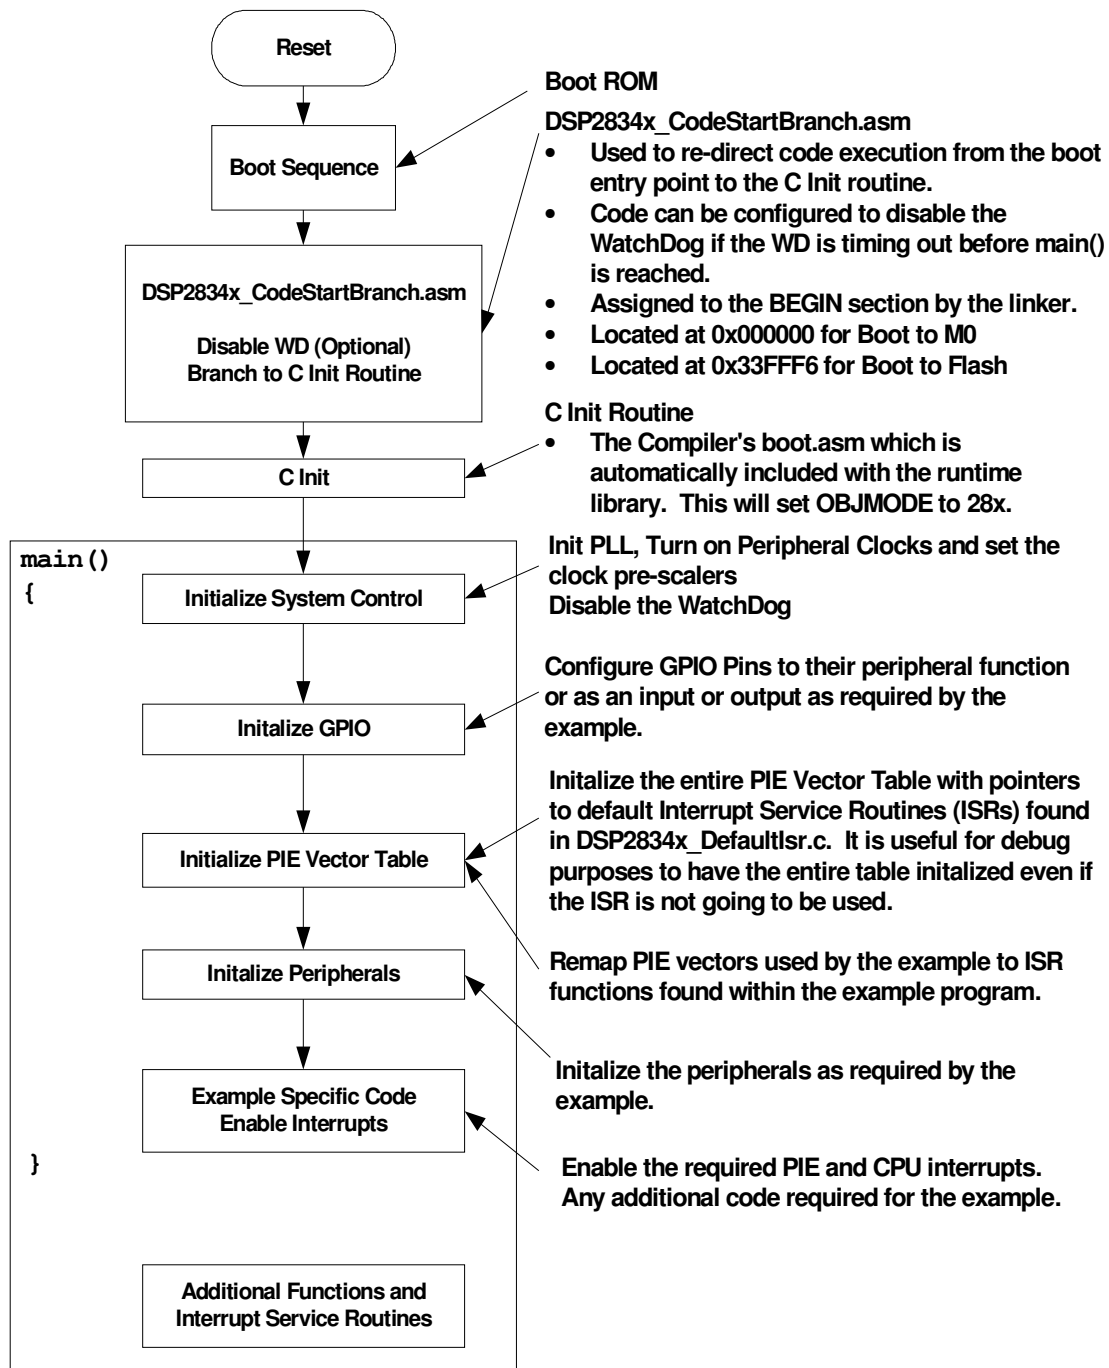 Reset
Boot Sequence
Boot ROM
DSP2834x_CodeStartBranch.asm
Disable WD (Optional)
Branch to C Init Routine
DSP2834x_CodeStartBranch.asm
• Used to re-direct code execution from the boot
entry point to the C Init routine.
• Code can be configured to disable the
WatchDog if the WD is timing out before main()
is reached.
• Assigned to the BEGIN section by the linker.
• Located at 0x000000 for Boot to M0
• Located at 0x33FFF6 for Boot to Flash
C Init
C Init Routine
• The Compiler's boot.asm which is
automatically included with the runtime
library. This will set OBJMODE to 28x.
main()
{
Initialize System Control
Init PLL, Turn on Peripheral Clocks and set the
clock pre-scalers
Disable the WatchDog
Initalize GPIO
Configure GPIO Pins to their peripheral function
or as an input or output as required by the
example.
Initialize PIE Vector Table
Initalize the entire PIE Vector Table with pointers
to default Interrupt Service Routines (ISRs) found
in DSP2834x_DefaultIsr.c. It is useful for debug
purposes to have the entire table initalized even if
the ISR is not going to be used.
Remap PIE vectors used by the example to ISR
functions found within the example program.
Initalize Peripherals
Initalize the peripherals as required by the
example.
Example Specific Code
Enable Interrupts
Enable the required PIE and CPU interrupts.
Any additional code required for the example.
}
Additional Functions and
Interrupt Service Routines